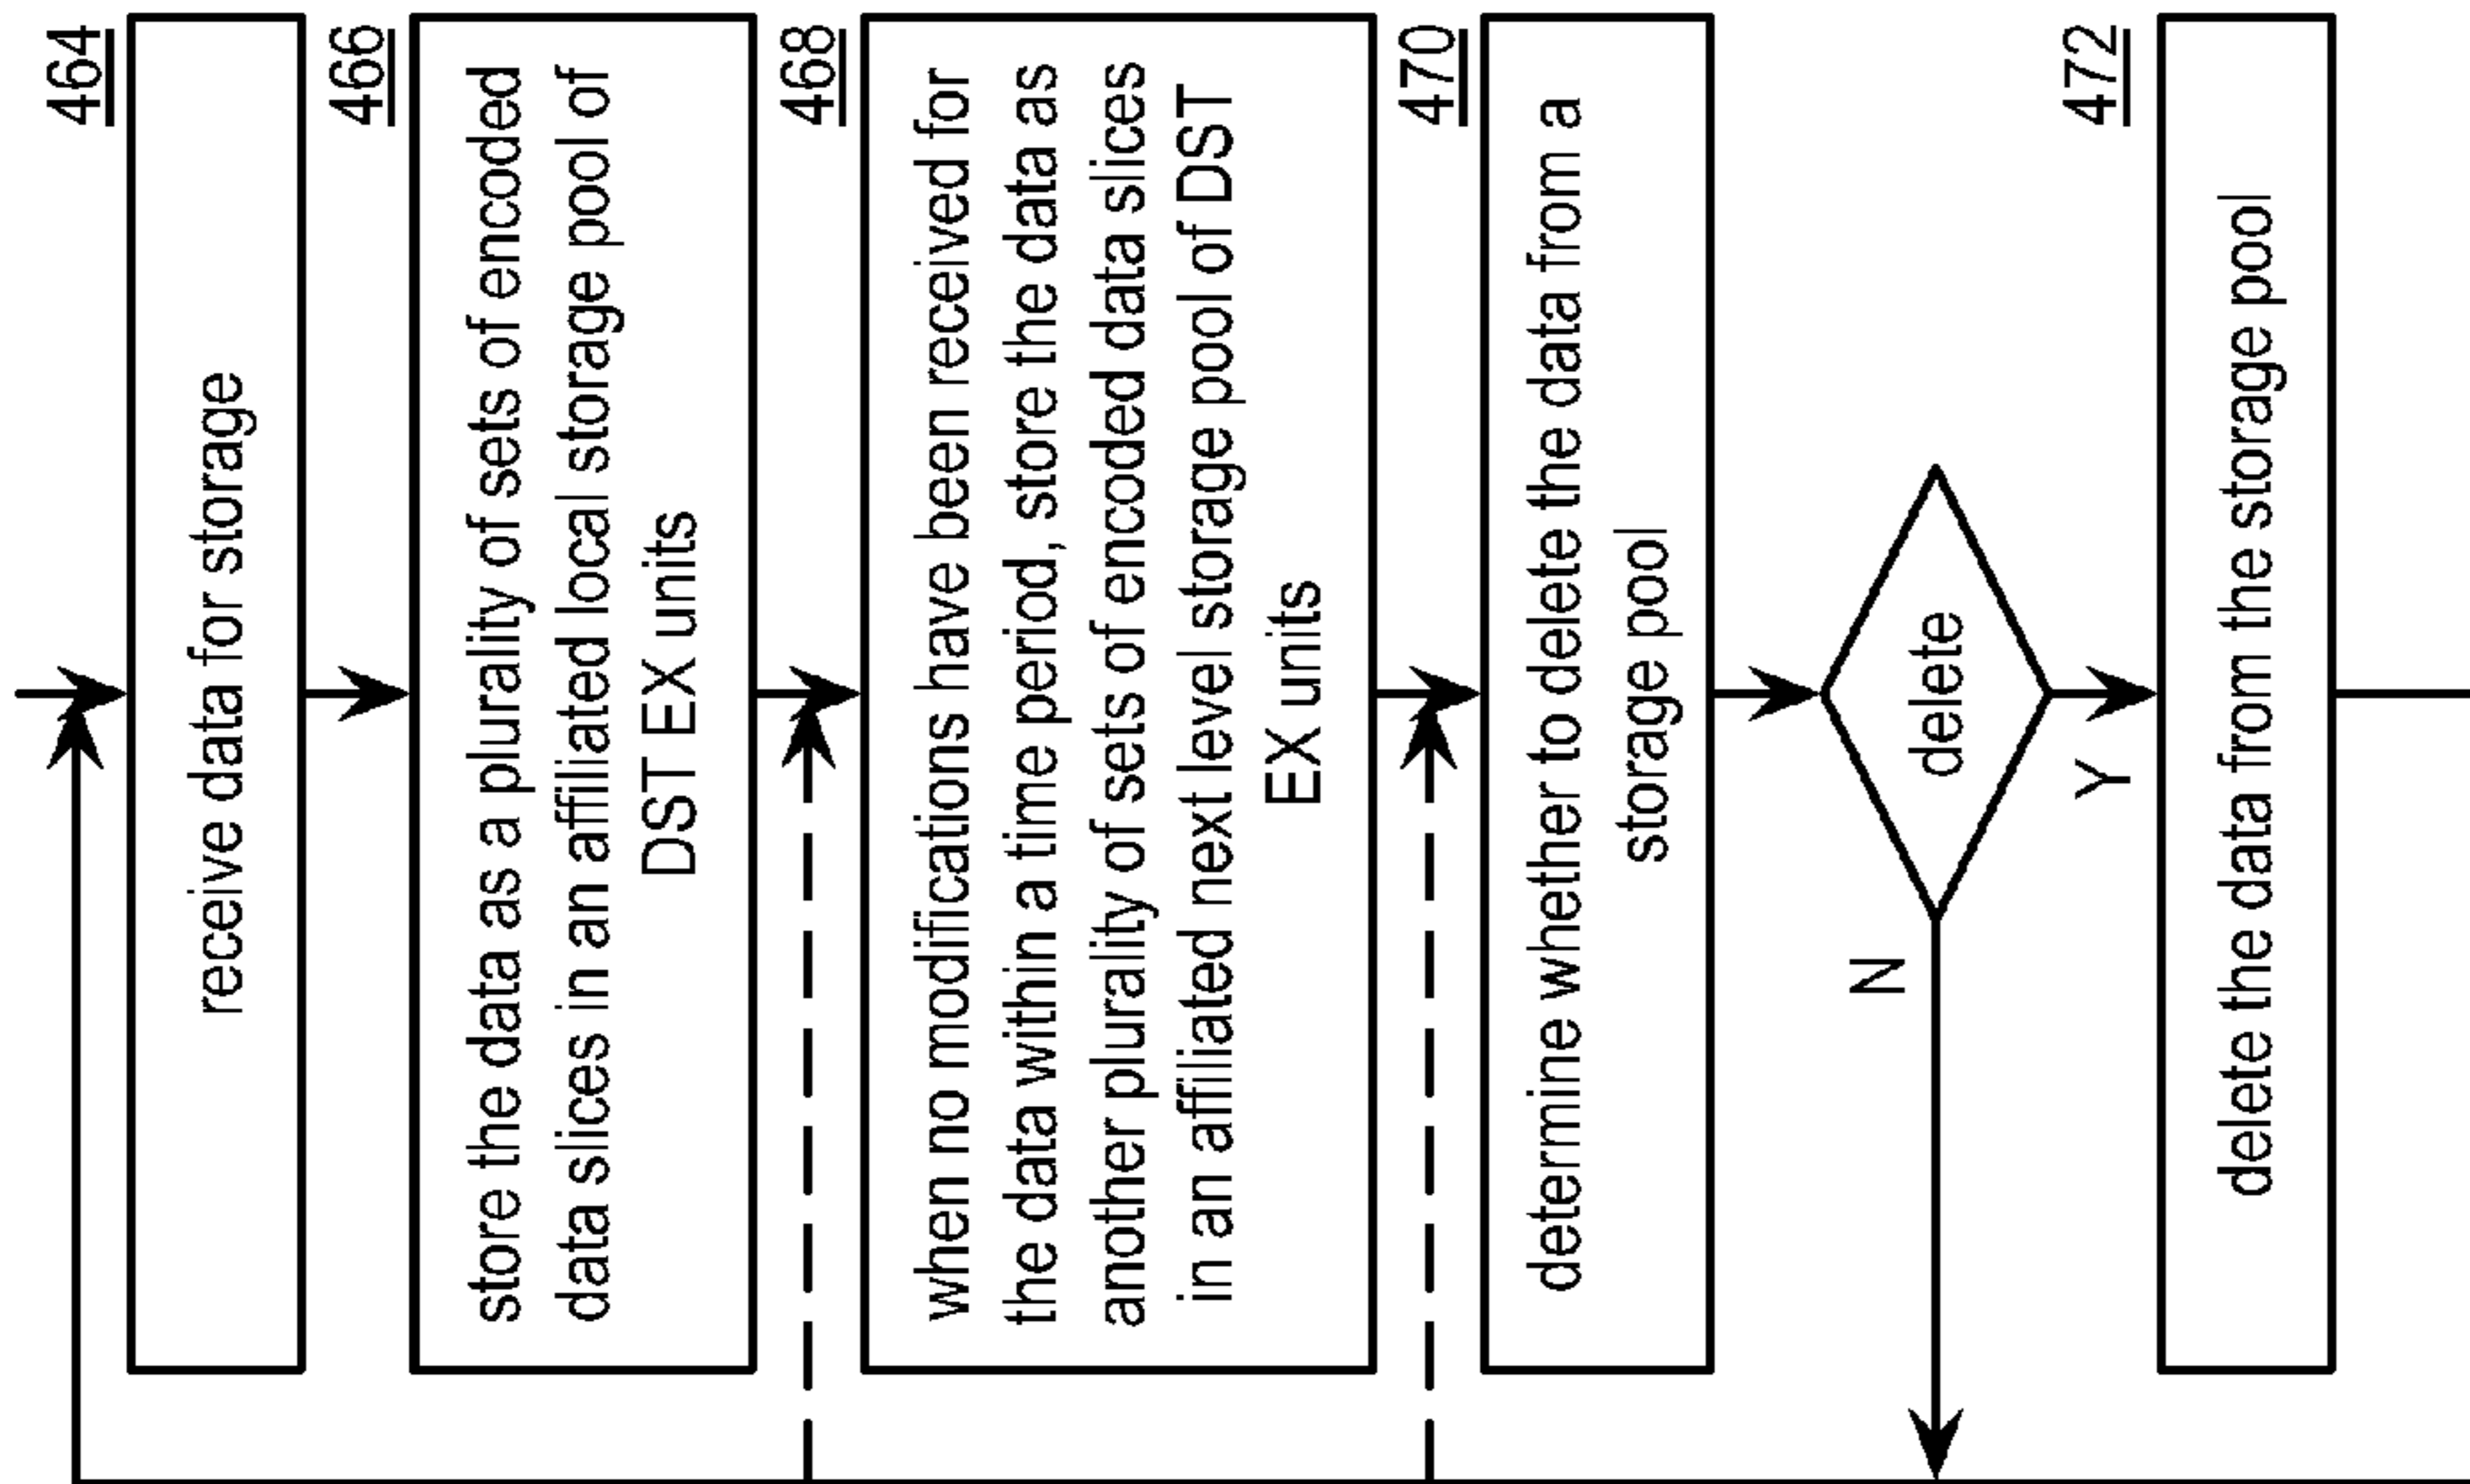 464
receive data for storage
466
store the data as a plurality of sets of encoded
data slices in an affiliated local storage pool of
DST EX units
468
when no modifications have been received for
the data within a time period, store the data as
another plurality of sets of encoded data slices
in an affiliated next level storage pool of DST
EX units
470
determine whether to delete the data from a
storage pool
delete
N
Y
472
delete the data from the storage pool